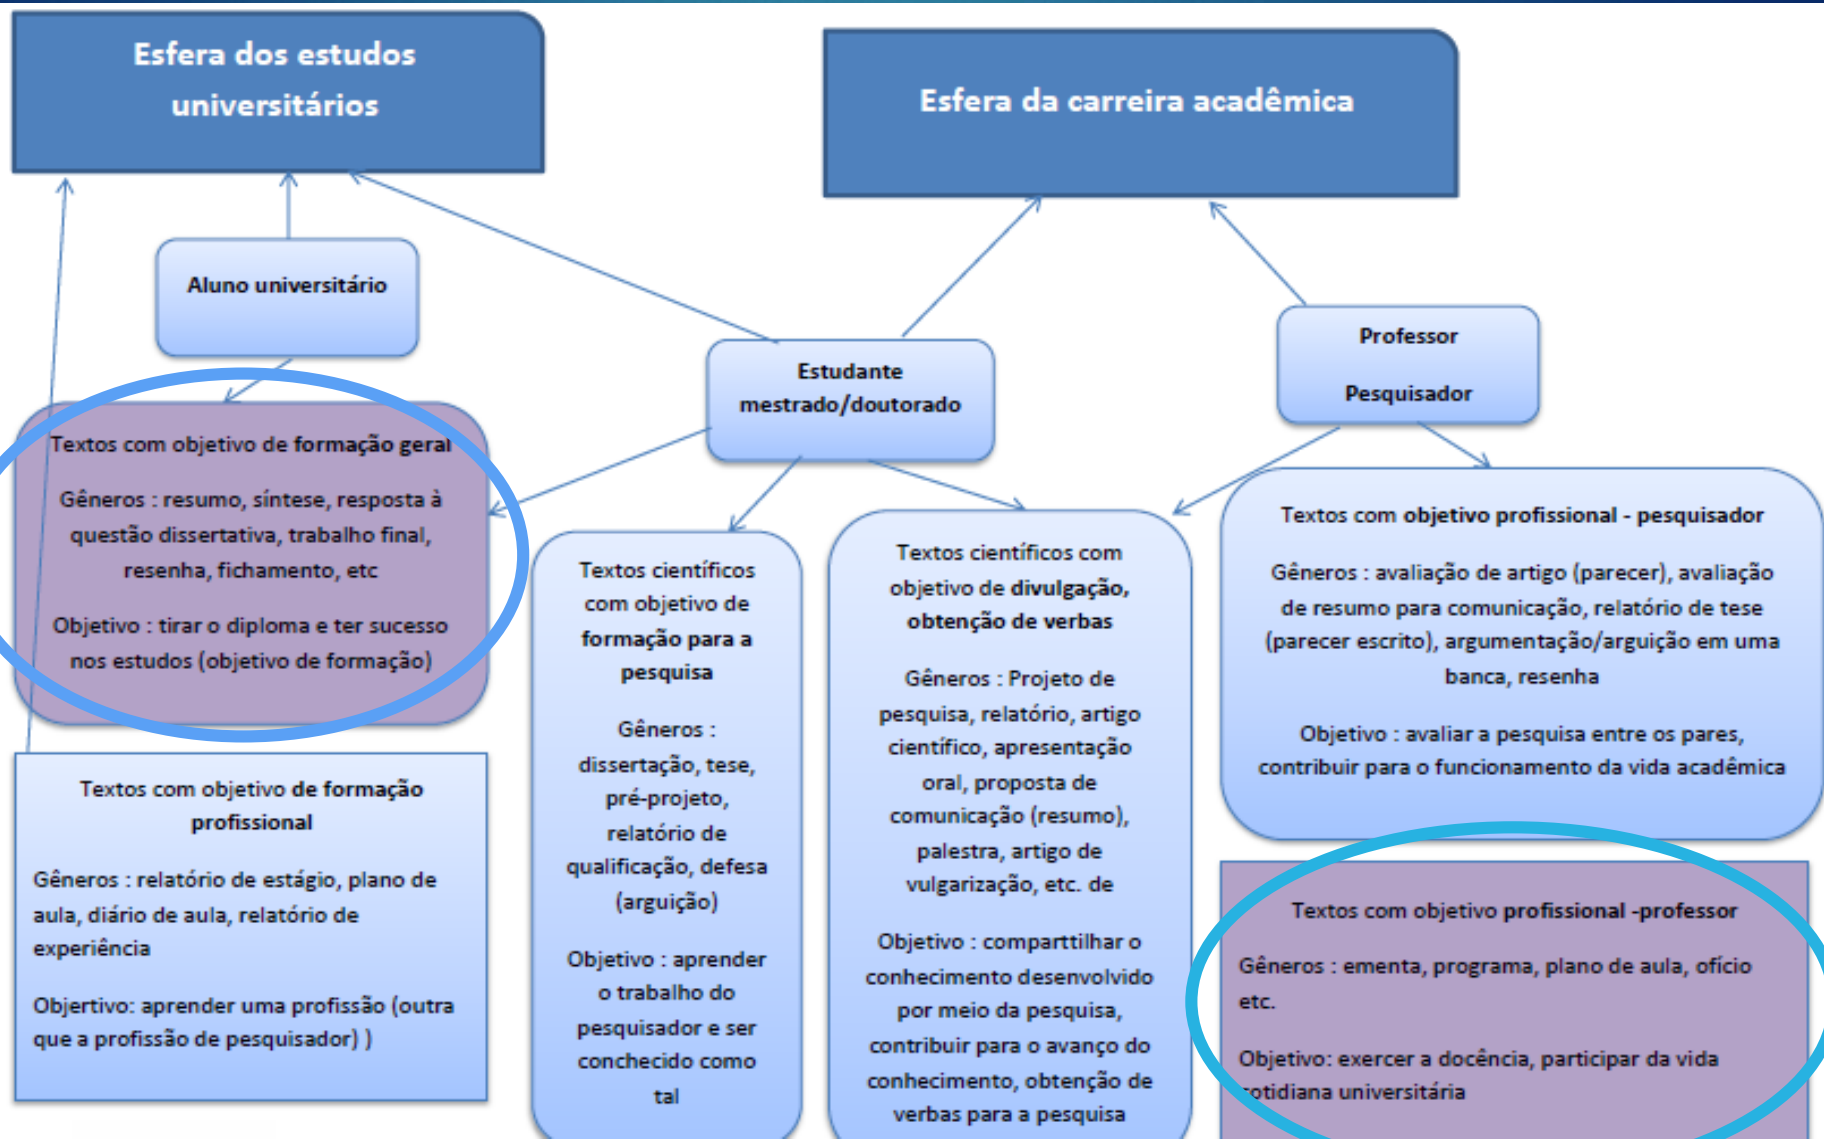 Esfera dos estudos
universitários
Esfera da carreira acadêmica
Aluno universitário
Estudante
mestrado/doutorado
Professor
Pesquisador
Textos com objetivo de formação geral
Gêneros : resumo, síntese, resposta à
questão dissertativa, trabalho final,
resenha, fichamento, etc
Objetivo : tirar o diploma e ter sucesso
nos estudos (objetivo de formação)
Textos com objetivo de formação
profissional
Gêneros : relatório de estágio, plano de
aula, diário de aula, relatório de
experiência
Objertivo: aprender uma profissão (outra
que a profissão de pesquisador) )
Textos científicos
com objetivo de
formação para a
pesquisa
Gêneros :
dissertação, tese,
pré-projeto,
relatório de
qualificação, defesa
(arguição)
Objetivo : aprender
o trabalho do
pesquisador e ser
conchecido como
tal
Textos científicos com
objetivo de divulgação,
obtenção de verbas
Gêneros : Projeto de
pesquisa, relatório, artigo
científico, apresentação
oral, proposta de
comunicação (resumo),
palestra, artigo de
vulgarização, etc. de
Objetivo : comparttilhar o
conhecimento desenvolvido
por meio da pesquisa,
contribuir para o avanço do
conhecimento, obtenção de
verbas para a pesquisa
Textos com objetivo profissional - pesquisador
Gêneros : avaliação de artigo (parecer), avaliação
de resumo para comunicação, relatório de tese
(parecer escrito), argumentação/arguição em uma
banca, resenha
Objetivo : avaliar a pesquisa entre os pares,
contribuir para o funcionamento da vida acadêmica
Textos com objetivo profissional -professor
Gêneros : ementa, programa, plano de aula, ofício
etc.
Objetivo: exercer a docência, participar da vida
cotidiana universitária